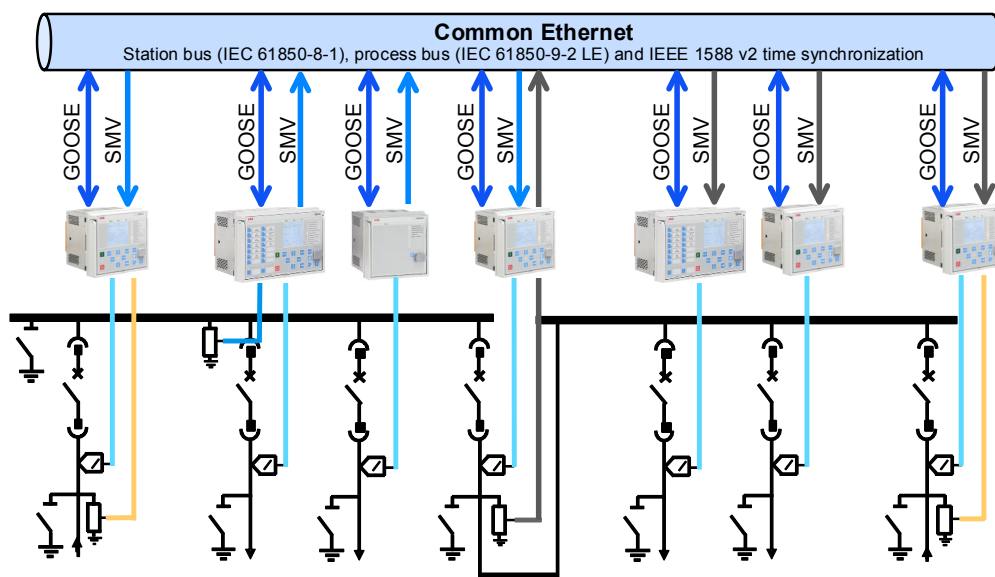 Common Ethernet
Station bus (IEC 61850-8-1), process bus (IEC 61850-9-2 LE) and IEEE 1588 v2 time synchronization
GOOSE
SMV
GOOSE
SMV
GOOSE
SMV
GOOSE
SMV
GOOSE
SMV
GOOSE
SMV
GOOSE
SMV